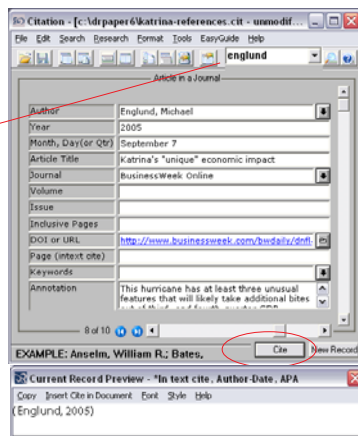 Citation - [c:\drpaper6\katrina-references.cit - unmodif...
File Edit Search Research Format Tools EasyGuide Help
englund
Article in a Journal
Author Englund, Michael
Year 2005
Month, Day(or Qtr) September 7
Article Title Katrina's "unique" economic impact
Journal BusinessWeek Online
Volume
Issue
Inclusive Pages
DOI or URL http://www.businessweek.com/bwdaily/dnfl
Page (intext cite)
Keywords
Annotation This hurricane has at least three unusual
features that will likely take additional bites
8 of 10
EXAMPLE: Anselm, William R.; Bates, Cite New Record
Current Record Preview - "In text cite, Author-Date, APA
Copy Insert Cite in Document Font Style Help
(Englund, 2005)